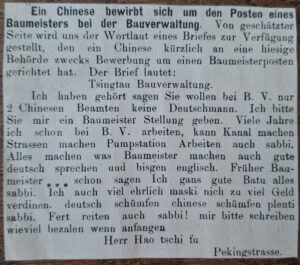 Ein Chinese bewirbt sich um den Posten eines
Baumeisters bei der Bauverwaltung. Von geschätzter
Seite wird uns der Wortlaut eines Briefes zur Verfügung
gestellt, den ein Chinese kürzlich an eine hiesige
Behörde zwecks Bewerbung um einen Baumeisterposten
gerichtet hat. Der Brief lautet:
Tsingtau Bauverwaltung.
Ich haben gehört sagen Sie wollen bei B. V. nur
2 Chinesen Beamten keine Deutschmann. Ich bitte
Sie mir ein Baumeister Stellung geben. Viele Jahre
ich schon bei B. V. arbeiten, kann Kanal machen
Strassen machen Pumpstation Arbeiten auch sabbi.
Alles machen was Baumeister machen auch gute
deutsch sprechen und bisgen englisch. Früher Bau-
meister ... schon sagen Ich gans gute Batu alles
sabbi. Ich auch viel ehrlich maski nich zu viel Geld
verdinen. deutsch schümfen chinese schümfen plenti
sabbi. Fert reiten auch sabbi! mir bitte schreiben
wieviel bezalen wenn anfangen
Herr Hao tschi fu
Pekingstrasse.